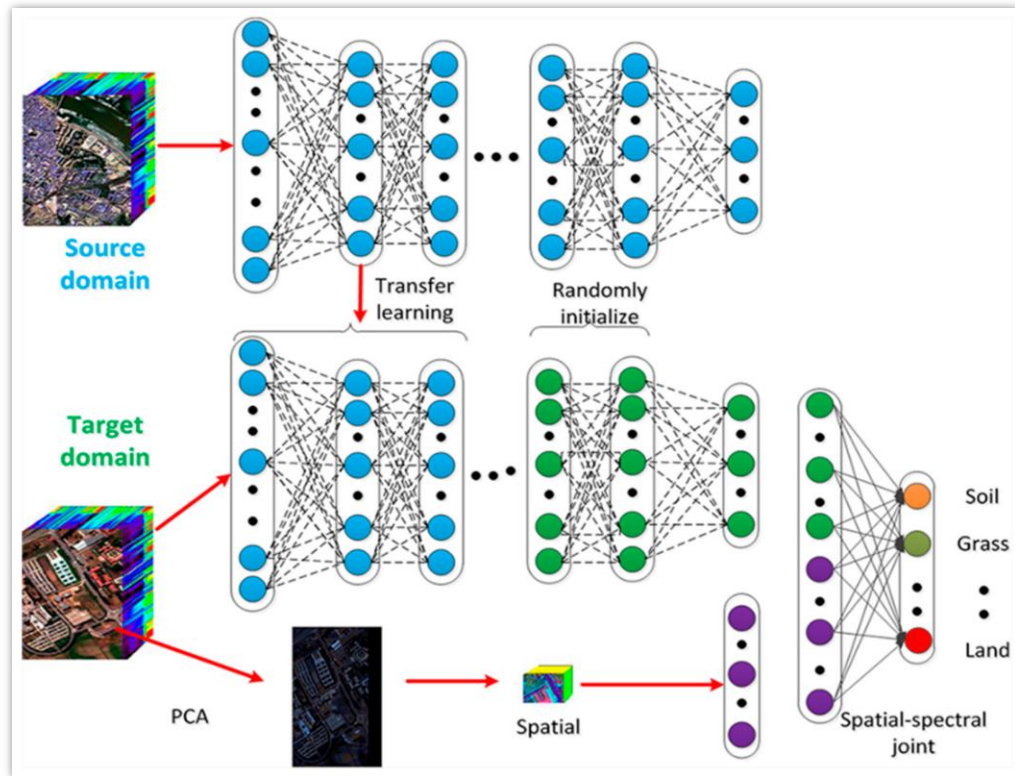 Source
domain
Transfer
learning
Randomly
initialize
Target
domain
Soil
Grass
Land
PCA
Spatial
Spatial-spectral
joint